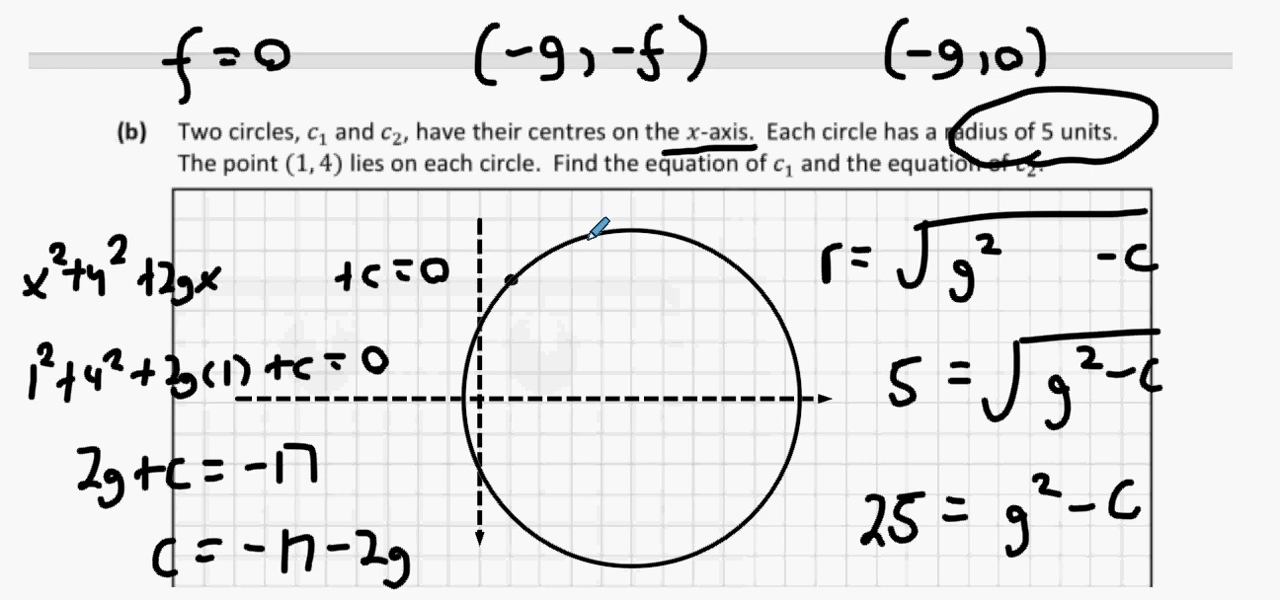 f = 0
(-g, -f)
(-g, 0)
(b) Two circles, c₁ and c₂, have their centres on the x-axis. Each circle has a radius of 5 units.
The point (1, 4) lies on each circle. Find the equation of c₁ and the equation of c₂.
x² + y² + 2gx + c = 0
1² + 4² + 2g(1) + c = 0
2g + c = -17
c = -17 - 2g
r = √(g² - c)
5 = √(g² - c)
25 = g² - c